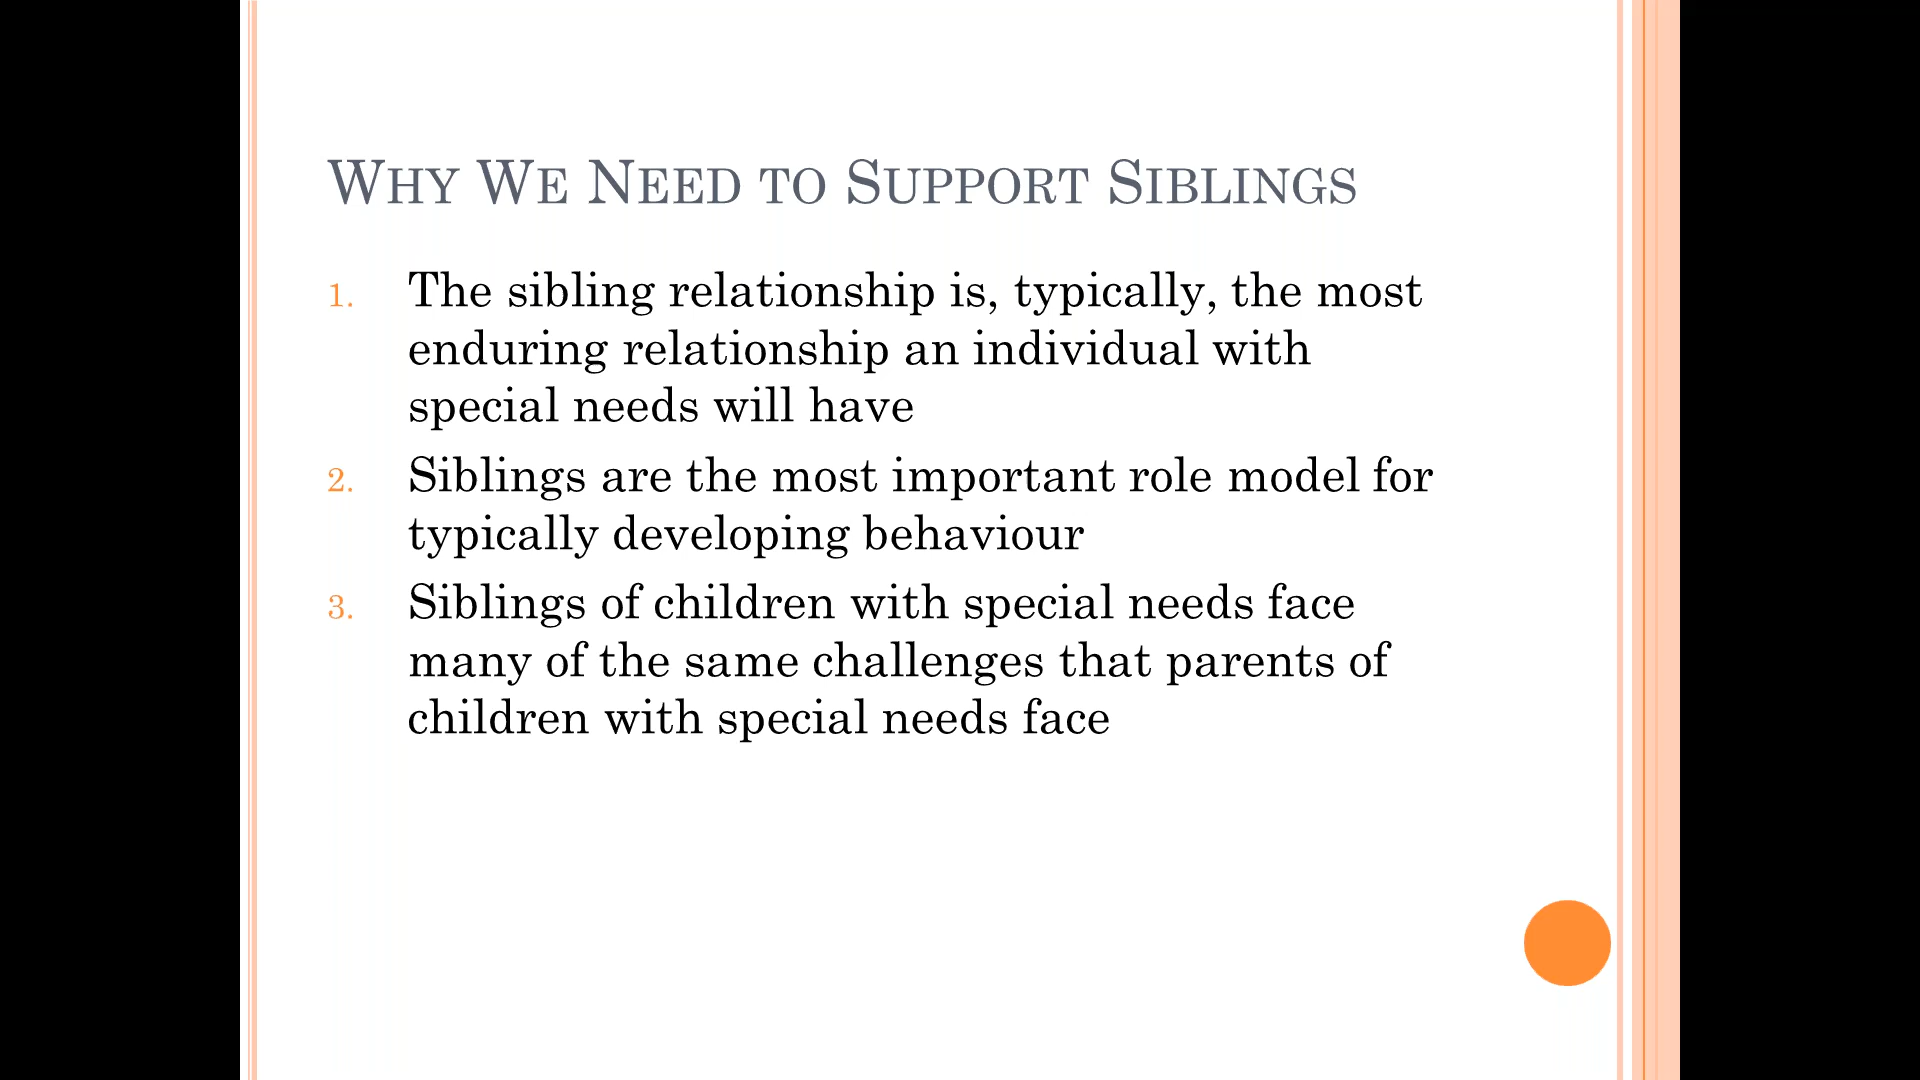 Why We Need to Support Siblings
1. The sibling relationship is, typically, the most
enduring relationship an individual with
special needs will have
2. Siblings are the most important role model for
typically developing behaviour
3. Siblings of children with special needs face
many of the same challenges that parents of
children with special needs face